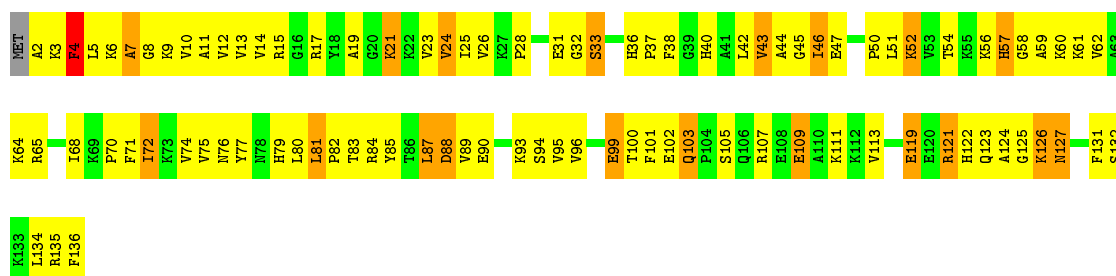 MET A2 K3 F4 L5 K6 A7 G8 K9 V10 A11 V12 V13 V14 R15 G16 R17 Y18 A19 G20 K21 K22 V23 V24 I25 V26 K27 P28 E31 G32 S33 H36 P37 F38 G39 H40 A41 L42 V43 A44 G45 I46 E47 P50 L51 K52 V53 T54 K55 K56 H57 G58 A59 K60 K61 V62 A63
K64 R65 I68 K69 P70 F71 I72 K73 V74 V75 N76 Y77 N78 H79 L80 L81 P82 T83 R84 Y85 T86 L87 D88 V89 E90 K93 S94 V95 V96 E99 T100 F101 E102 Q103 P104 S105 Q106 R107 E108 E109 A110 K111 K112 V113 E119 E120 R121 H122 Q123 A124 G125 K126 N127 F131 S132
K133 L134 R135 F136